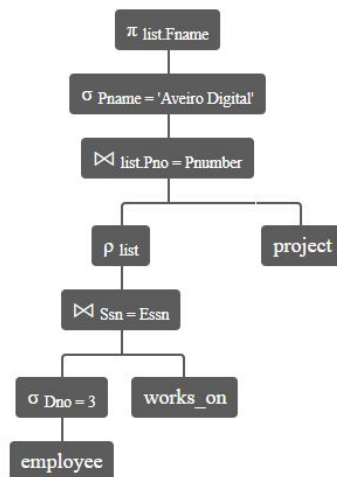 π list.Fname
σ Pname = 'Aveiro Digital'
⋈ list.Pno = Pnumber
ρ list
project
⋈ Ssn = Essn
σ Dno = 3
works_on
employee